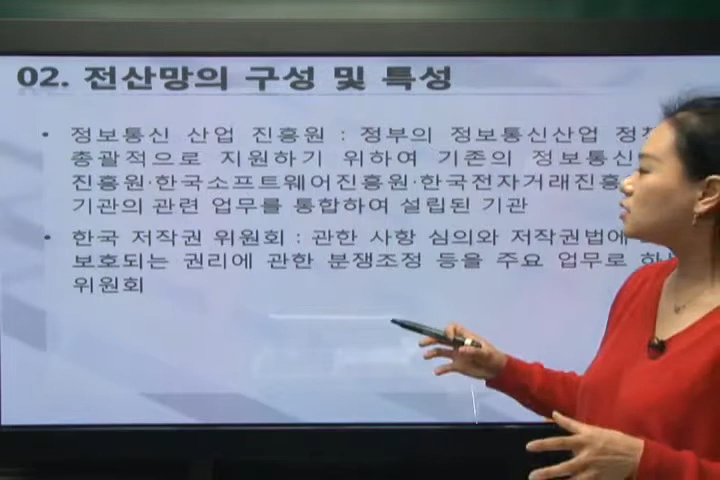 02. 전산망의 구성 및 특성
• 정보통신 산업 진흥원 : 정부의 정보통신산업
총괄적으로 지원하기 위하여 기존의 정보통신
진흥원·한국소프트웨어진흥원·한국전자거래진흥
기관의 관련 업무를 통합하여 설립된 기관
• 한국 저작권 위원회 : 관한 사항 심의와 저작권법에
보호되는 권리에 관한 분쟁조정 등을 주요 업무로
위원회